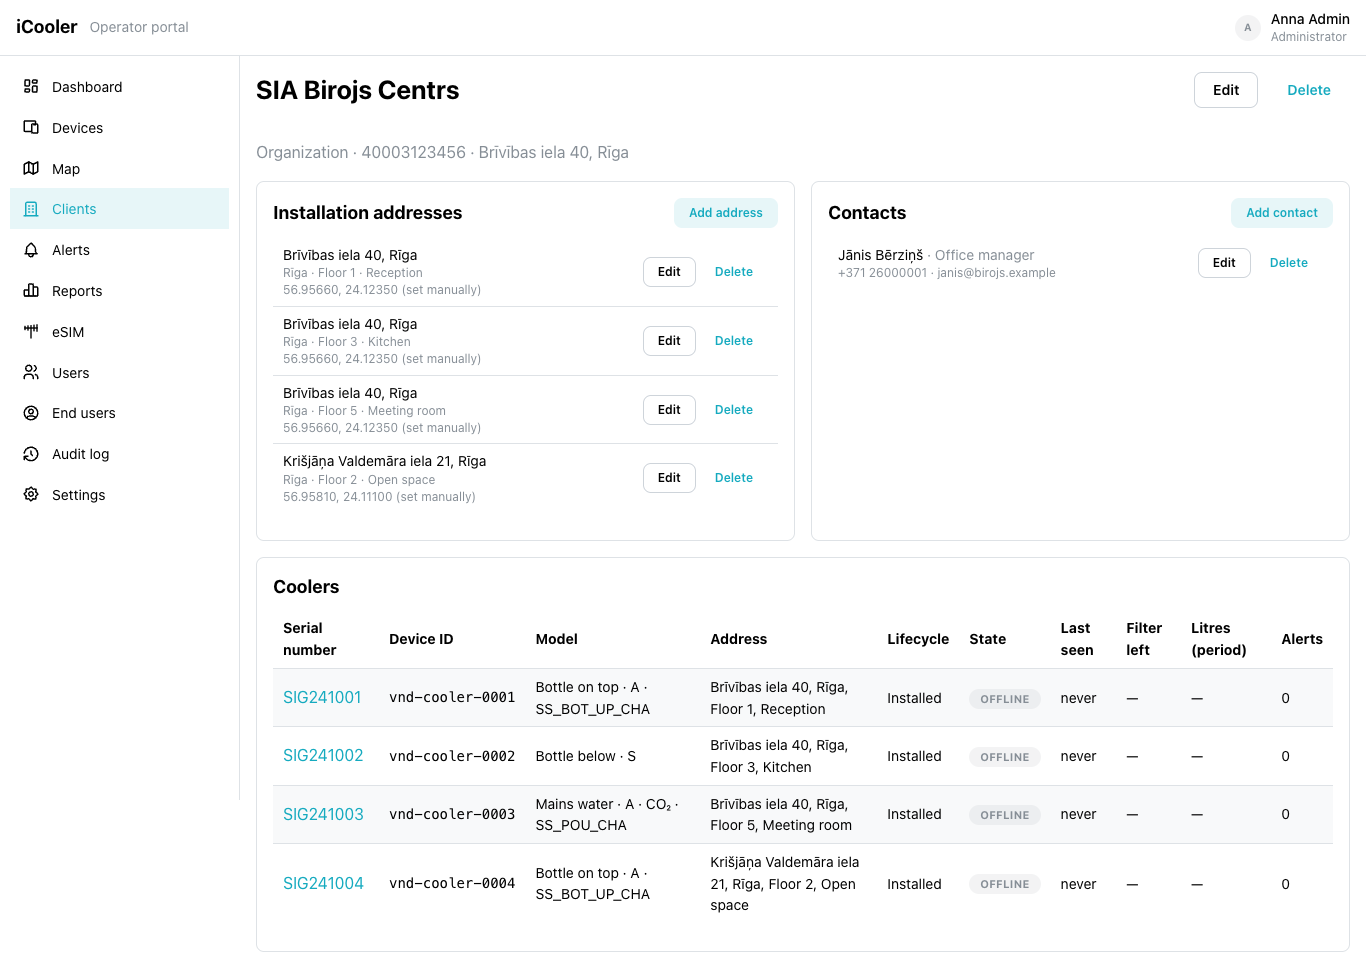 iCooler Operator portal
A
Anna Admin
Administrator
Dashboard
Devices
Map
Clients
Alerts
Reports
eSIM
Users
End users
Audit log
Settings
SIA Birojs Centrs
Edit Delete
Organization · 40003123456 · Brīvības iela 40, Rīga
Installation addresses Add address
Brīvības iela 40, Rīga
Rīga · Floor 1 · Reception
56.95660, 24.12350 (set manually)
Edit Delete
Brīvības iela 40, Rīga
Rīga · Floor 3 · Kitchen
56.95660, 24.12350 (set manually)
Edit Delete
Brīvības iela 40, Rīga
Rīga · Floor 5 · Meeting room
56.95660, 24.12350 (set manually)
Edit Delete
Krišjāņa Valdemāra iela 21, Rīga
Rīga · Floor 2 · Open space
56.95810, 24.11100 (set manually)
Edit Delete
Contacts Add contact
Jānis Bērziņš · Office manager
+371 26000001 · janis@birojs.example
Edit Delete
Coolers
Serial number Device ID Model Address Lifecycle State Last seen Filter left Litres (period) Alerts
SIG241001 vnd-cooler-0001 Bottle on top · A · SS_BOT_UP_CHA Brīvības iela 40, Rīga, Floor 1, Reception Installed OFFLINE never — — 0
SIG241002 vnd-cooler-0002 Bottle below · S Brīvības iela 40, Rīga, Floor 3, Kitchen Installed OFFLINE never — — 0
SIG241003 vnd-cooler-0003 Mains water · A · CO₂ · SS_POU_CHA Brīvības iela 40, Rīga, Floor 5, Meeting room Installed OFFLINE never — — 0
SIG241004 vnd-cooler-0004 Bottle on top · A · SS_BOT_UP_CHA Krišjāņa Valdemāra iela 21, Rīga, Floor 2, Open space Installed OFFLINE never — — 0